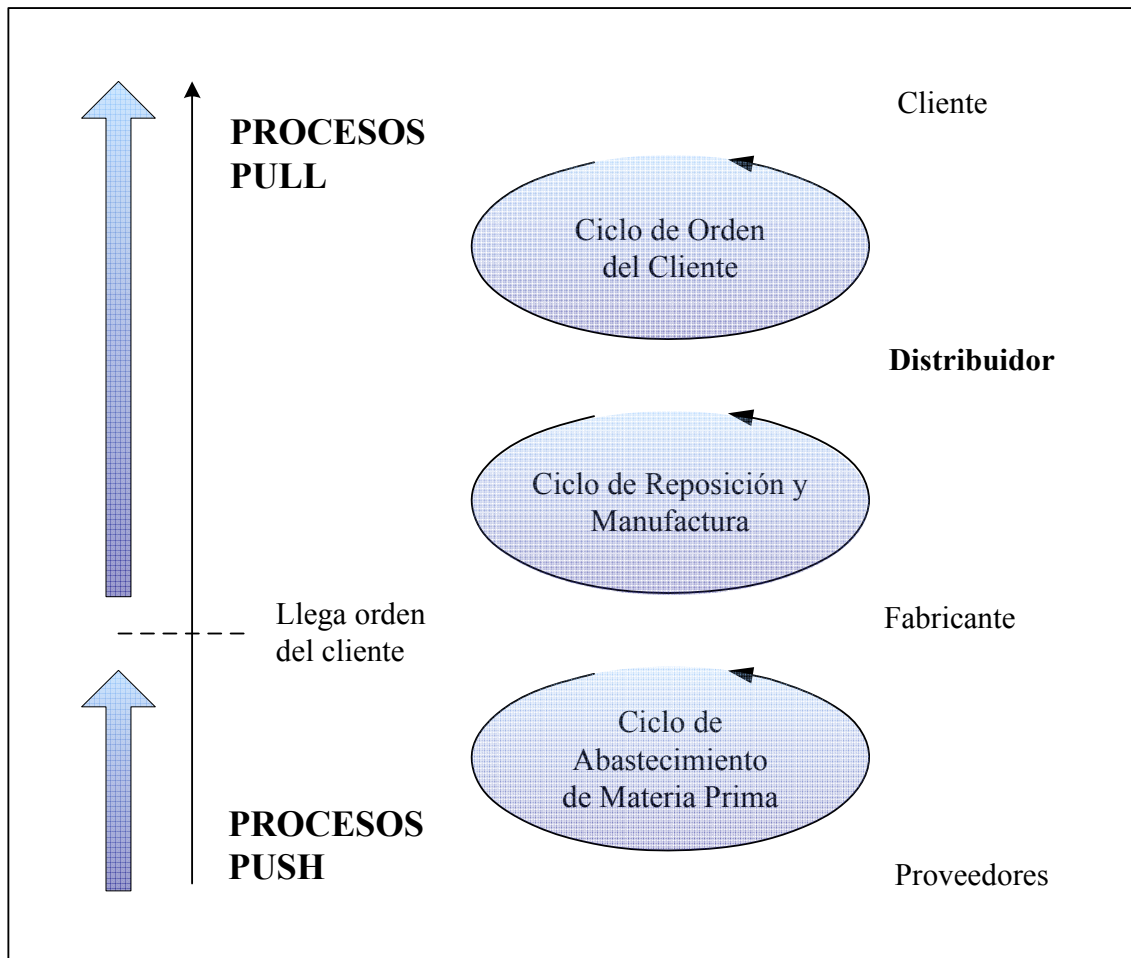 Cliente
PROCESOS
PULL
Ciclo de Orden
del Cliente
Distribuidor
Ciclo de Reposición y
Manufactura
Llega orden
del cliente
Fabricante
Ciclo de
Abastecimiento
de Materia Prima
PROCESOS
PUSH
Proveedores